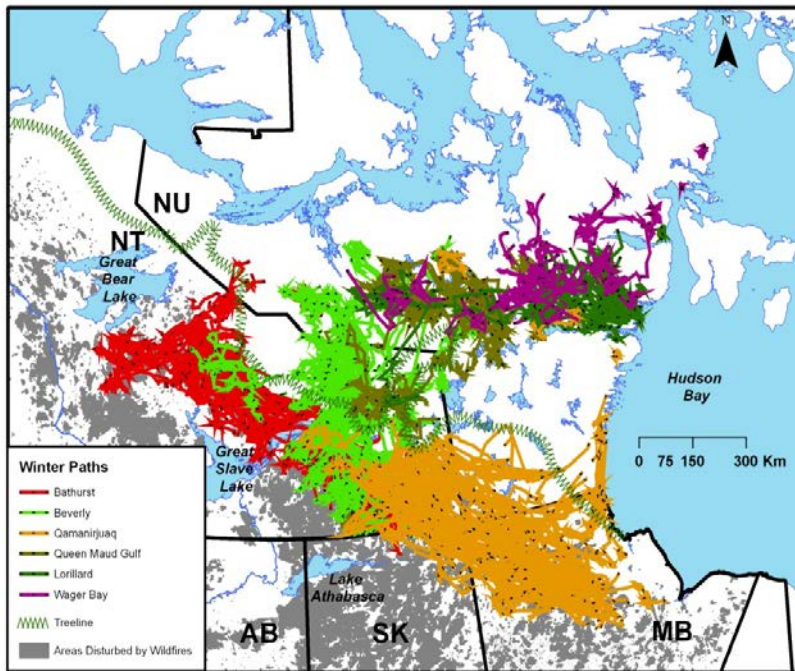 N
NU
NT
Great
Bear
Lake
Hudson
Bay
0 75 150 300 Km
Great
Slave
Lake
Winter Paths
Bathurst
Beverly
Qamanirjuaq
Queen Maud Gulf
Lorillard
Wager Bay
Treeline
Areas Disturbed by Wildfires
Lake
Athabasca
AB
SK
MB